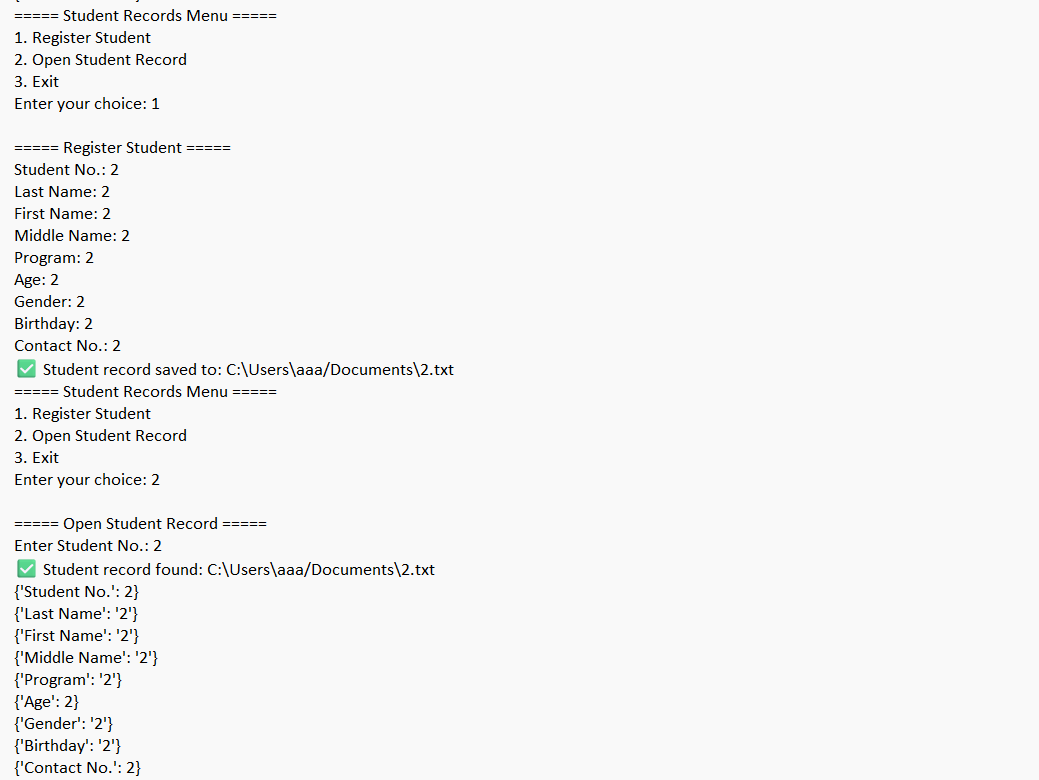 ===== Student Records Menu =====
1. Register Student
2. Open Student Record
3. Exit
Enter your choice: 1
===== Register Student =====
Student No.: 2
Last Name: 2
First Name: 2
Middle Name: 2
Program: 2
Age: 2
Gender: 2
Birthday: 2
Contact No.: 2
✅ Student record saved to: C:\Users\aaa/Documents\2.txt
===== Student Records Menu =====
1. Register Student
2. Open Student Record
3. Exit
Enter your choice: 2
===== Open Student Record =====
Enter Student No.: 2
✅ Student record found: C:\Users\aaa/Documents\2.txt
{'Student No.': 2}
{'Last Name': '2'}
{'First Name': '2'}
{'Middle Name': '2'}
{'Program': '2'}
{'Age': 2}
{'Gender': '2'}
{'Birthday': '2'}
{'Contact No.': 2}